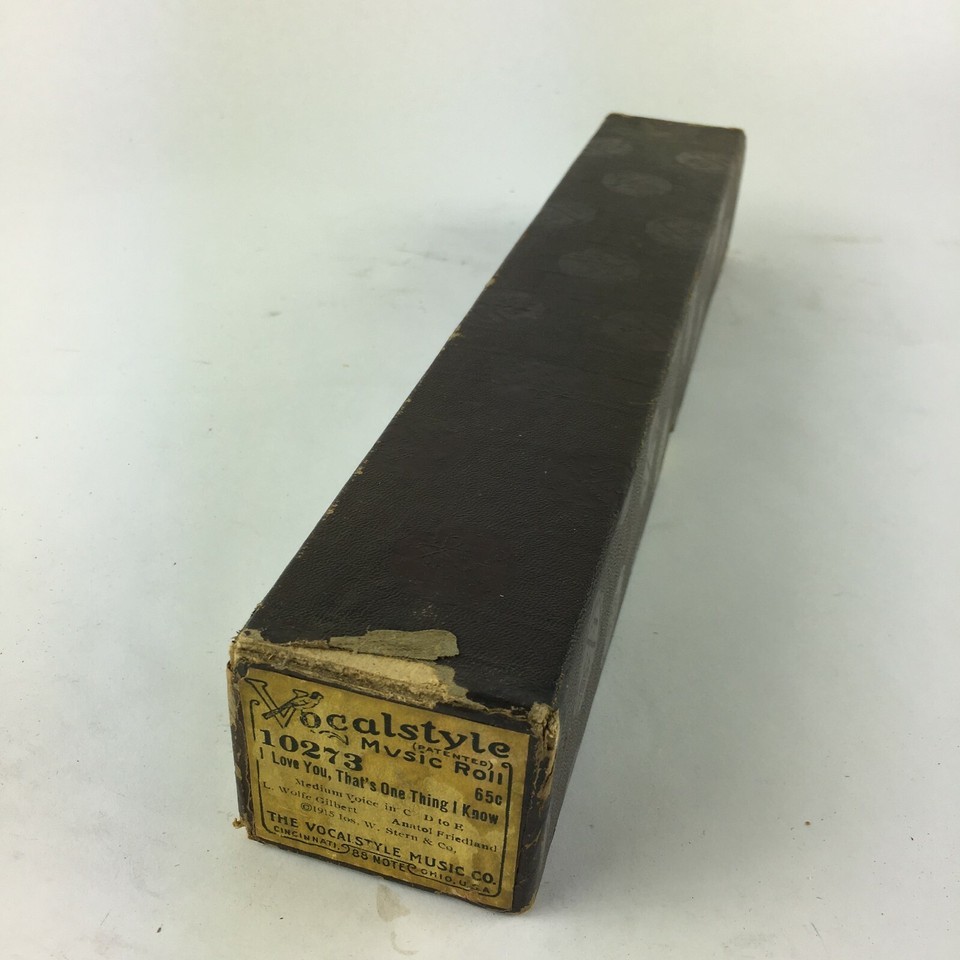 Vocalstyle
(PATENTED)
10273 Music Roll
65c
I Love You, That's One Thing I Know
Medium Voice in C D to E
L. Wolfe Gilbert Anatol Friedland
©1915 Jos. W. Stern & Co.
THE VOCALSTYLE MUSIC CO.
CINCINNATI, 88 NOTE OHIO, U.S.A